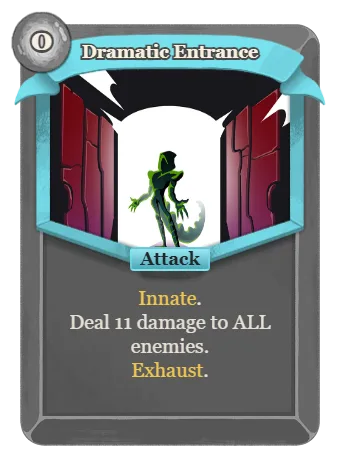 0
Dramatic Entrance
Attack
Innate.
Deal 11 damage to ALL
enemies.
Exhaust.